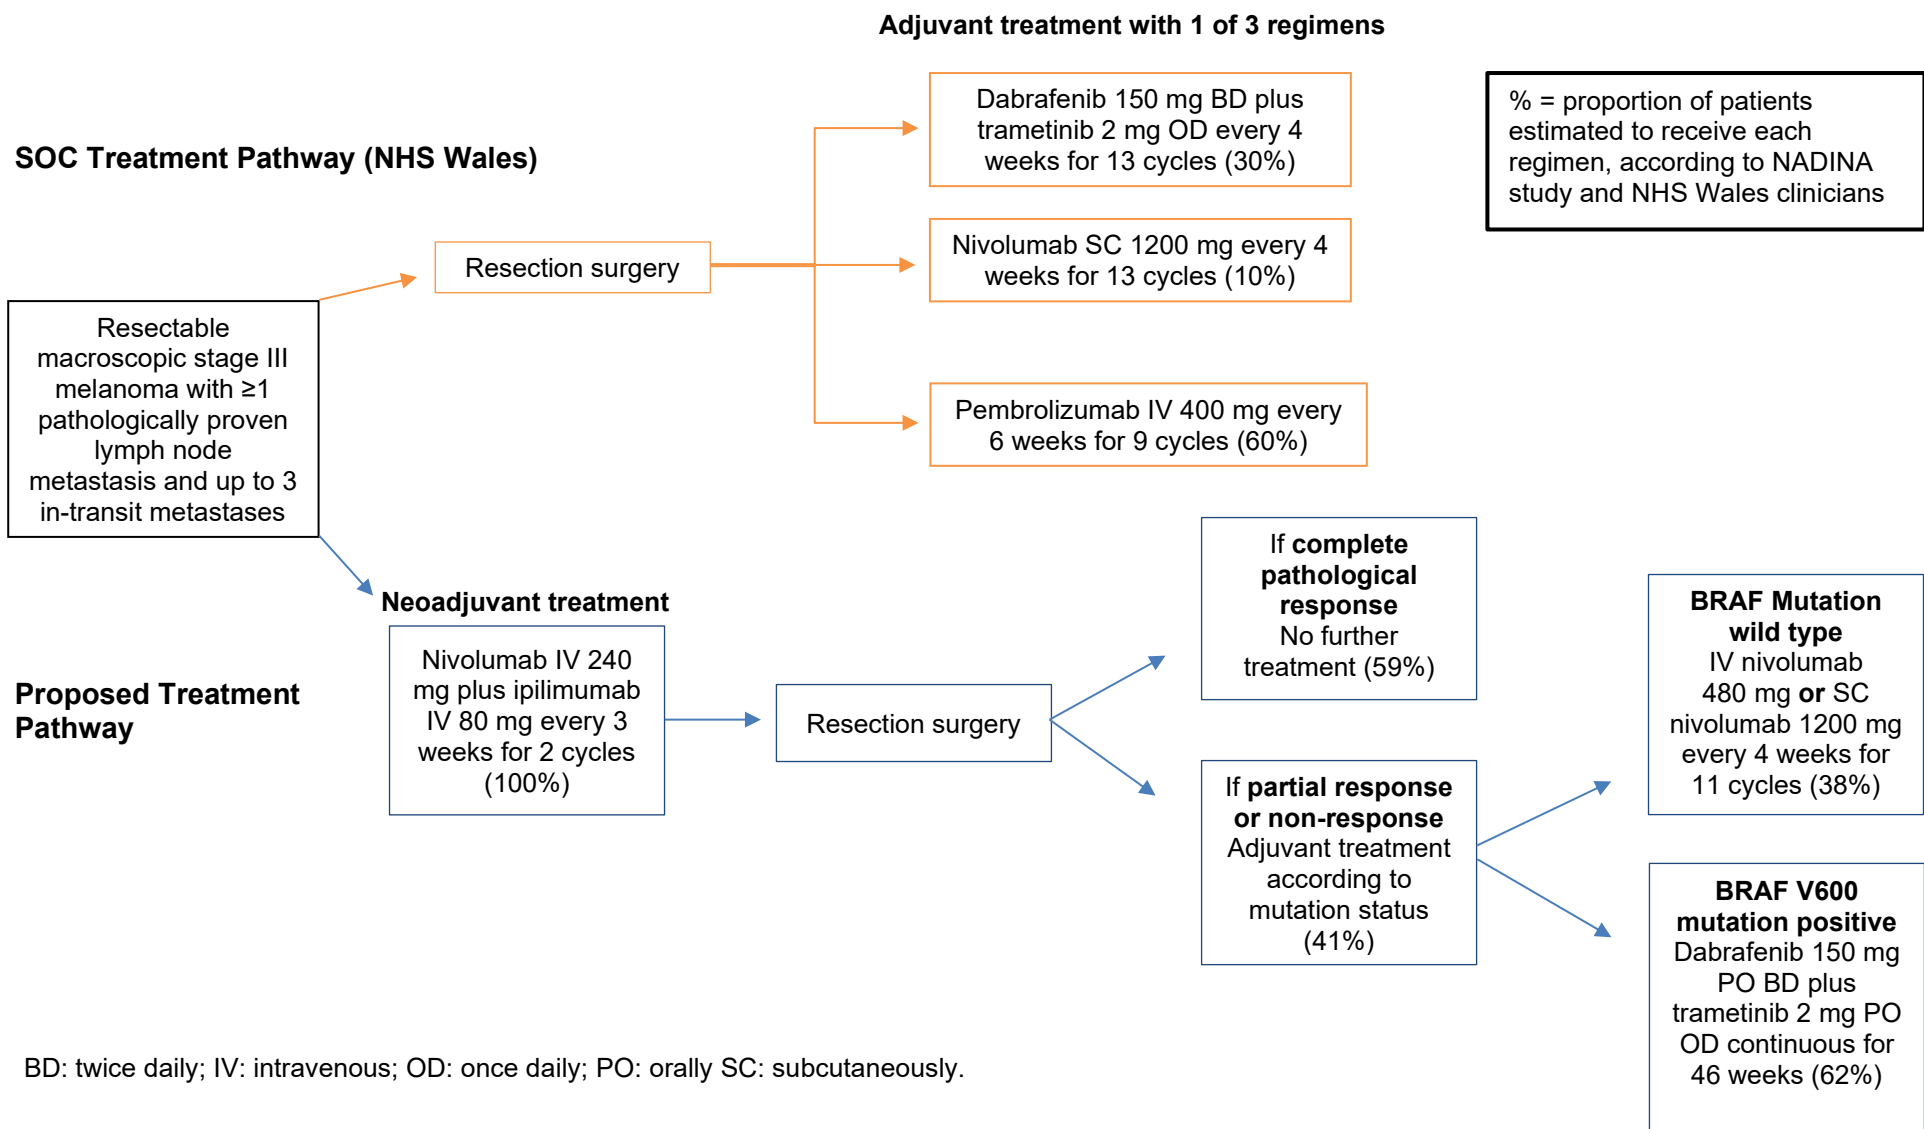 Adjuvant treatment with 1 of 3 regimens
SOC Treatment Pathway (NHS Wales)
Resectable
macroscopic stage III
melanoma with ≥1
pathologically proven
lymph node
metastasis and up to 3
in-transit metastases
Resection surgery
Dabrafenib 150 mg BD plus
trametinib 2 mg OD every 4
weeks for 13 cycles (30%)
Nivolumab SC 1200 mg every 4
weeks for 13 cycles (10%)
Pembrolizumab IV 400 mg every
6 weeks for 9 cycles (60%)
% = proportion of patients
estimated to receive each
regimen, according to NADINA
study and NHS Wales clinicians
Proposed Treatment
Pathway
Neoadjuvant treatment
Nivolumab IV 240
mg plus ipilimumab
IV 80 mg every 3
weeks for 2 cycles
(100%)
Resection surgery
If complete
pathological
response
No further
treatment (59%)
If partial response
or non-response
Adjuvant treatment
according to
mutation status
(41%)
BRAF Mutation
wild type
IV nivolumab
480 mg or SC
nivolumab 1200 mg
every 4 weeks for
11 cycles (38%)
BRAF V600
mutation positive
Dabrafenib 150 mg
PO BD plus
trametinib 2 mg PO
OD continuous for
46 weeks (62%)
BD: twice daily; IV: intravenous; OD: once daily; PO: orally SC: subcutaneously.